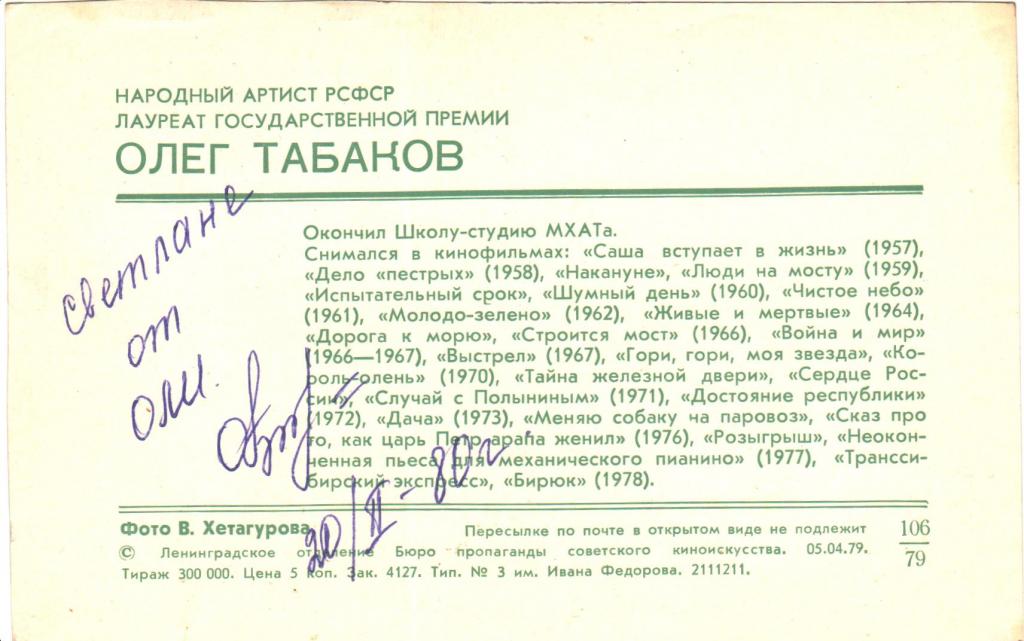 НАРОДНЫЙ АРТИСТ РСФСР
ЛАУРЕАТ ГОСУДАРСТВЕННОЙ ПРЕМИИ
ОЛЕГ ТАБАКОВ
Окончил Школу-студию МХАТа.
Снимался в кинофильмах: «Саша вступает в жизнь» (1957),
«Дело «пестрых» (1958), «Накануне», «Люди на мосту» (1959),
«Испытательный срок», «Шумный день» (1960), «Чистое небо»
(1961), «Молодо-зелено» (1962), «Живые и мертвые» (1964),
«Дорога к морю», «Строится мост» (1966), «Война и мир»
(1966—1967), «Выстрел» (1967), «Гори, гори, моя звезда», «Ко-
роль-олень» (1970), «Тайна железной двери», «Сердце Рос-
сии», «Случай с Полыниным» (1971), «Достояние республики»
(1972), «Дача» (1973), «Меняю собаку на паровоз», «Сказ про
то, как царь Петр арапа женил» (1976), «Розыгрыш», «Неокон-
ченная пьеса для механического пианино» (1977), «Транссі-
бирский экспресс», «Бирюк» (1978).
Светлане
от
Оли.
20/II-80г.
Фото В. Хетагурова
Пересылке по почте в открытом виде не подлежит
106
79
© Ленинградское отделение Бюро пропаганды советского киноискусства. 05.04.79.
Тираж 300 000. Цена 5 коп. Зак. 4127. Тип. № 3 им. Ивана Федорова. 2111211.